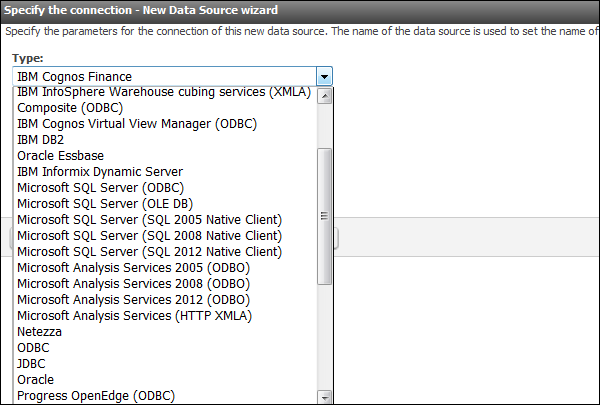 Specify the connection - New Data Source wizard
Specify the parameters for the connection of this new data source. The name of the data source is used to set the name of
Type:
IBM Cognos Finance
IBM InfoSphere Warehouse cubing services (XMLA)
Composite (ODBC)
IBM Cognos Virtual View Manager (ODBC)
IBM DB2
Oracle Essbase
IBM Informix Dynamic Server
Microsoft SQL Server (ODBC)
Microsoft SQL Server (OLE DB)
Microsoft SQL Server (SQL 2005 Native Client)
Microsoft SQL Server (SQL 2008 Native Client)
Microsoft SQL Server (SQL 2012 Native Client)
Microsoft Analysis Services 2005 (ODBO)
Microsoft Analysis Services 2008 (ODBO)
Microsoft Analysis Services 2012 (ODBO)
Microsoft Analysis Services (HTTP XMLA)
Netezza
ODBC
JDBC
Oracle
Progress OpenEdge (ODBC)